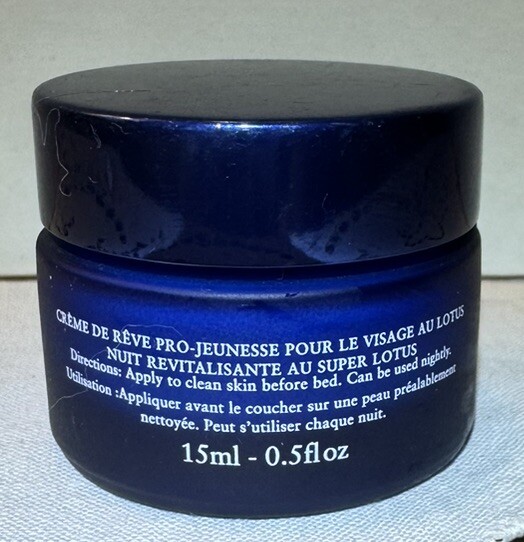 CRÈME DE RÊVE PRO-JEUNESSE POUR LE VISAGE AU LOTUS
NUIT REVITALISANTE AU SUPER LOTUS
Directions: Apply to clean skin before bed. Can be used nightly.
Utilisation :Appliquer avant le coucher sur une peau préalablement
nettoyée. Peut s'utiliser chaque nuit.
15ml - 0.5fl oz